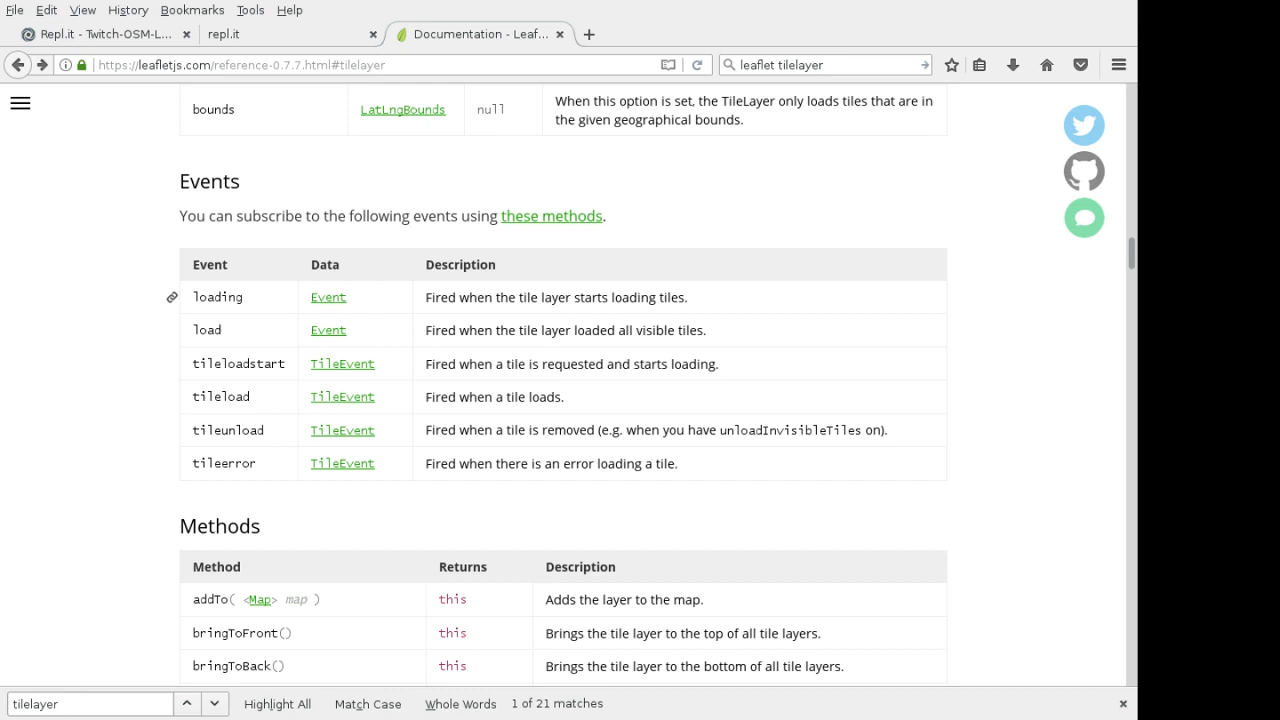 File Edit View History Bookmarks Tools Help
Repl.it - Twitch-OSM-L... repl.it Documentation - Leaf...
https://leafletjs.com/reference-0.7.7.html#tilelayer leaflet tilelayer
bounds LatLngBounds null When this option is set, the TileLayer only loads tiles that are in
the given geographical bounds.
Events
You can subscribe to the following events using these methods.
Event Data Description
loading Event Fired when the tile layer starts loading tiles.
load Event Fired when the tile layer loaded all visible tiles.
tileloadstart TileEvent Fired when a tile is requested and starts loading.
tileload TileEvent Fired when a tile loads.
tileunload TileEvent Fired when a tile is removed (e.g. when you have unloadInvisibleTiles on).
tileerror TileEvent Fired when there is an error loading a tile.
Methods
Method Returns Description
addTo( <Map> map ) this Adds the layer to the map.
bringToFront() this Brings the tile layer to the top of all tile layers.
bringToBack() this Brings the tile layer to the bottom of all tile layers.
tilelayer Highlight All Match Case Whole Words 1 of 21 matches